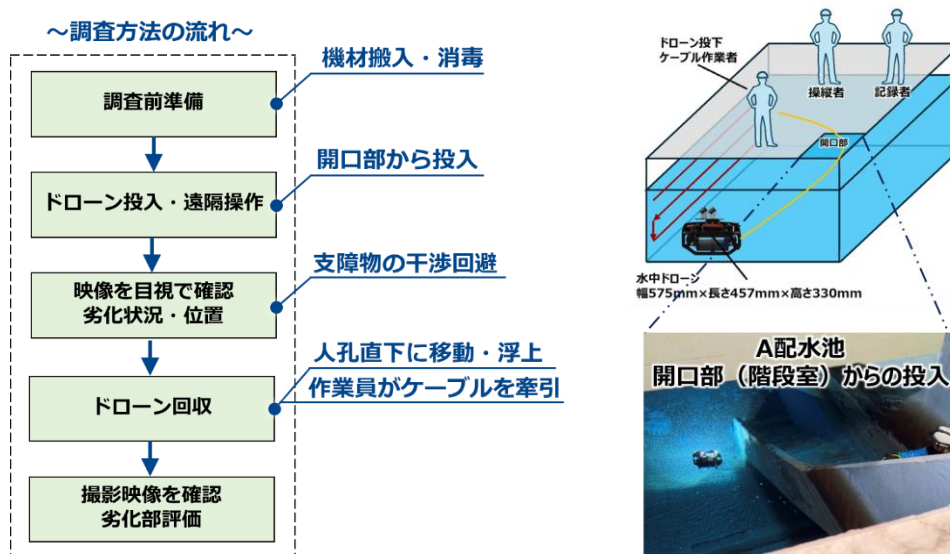 ～調査方法の流れ～
調査前準備
機材搬入・消毒
ドローン投入・遠隔操作
開口部から投入
映像を目視で確認
劣化状況・位置
支障物の干渉回避
ドローン回収
人孔直下に移動・浮上
作業員がケーブルを牽引
撮影映像を確認
劣化部評価
ドローン投下
ケーブル作業者
操縦者
記録者
開口部
水中ドローン
幅575mm×長さ457mm×高さ330mm
A配水池
開口部（階段室）からの投入